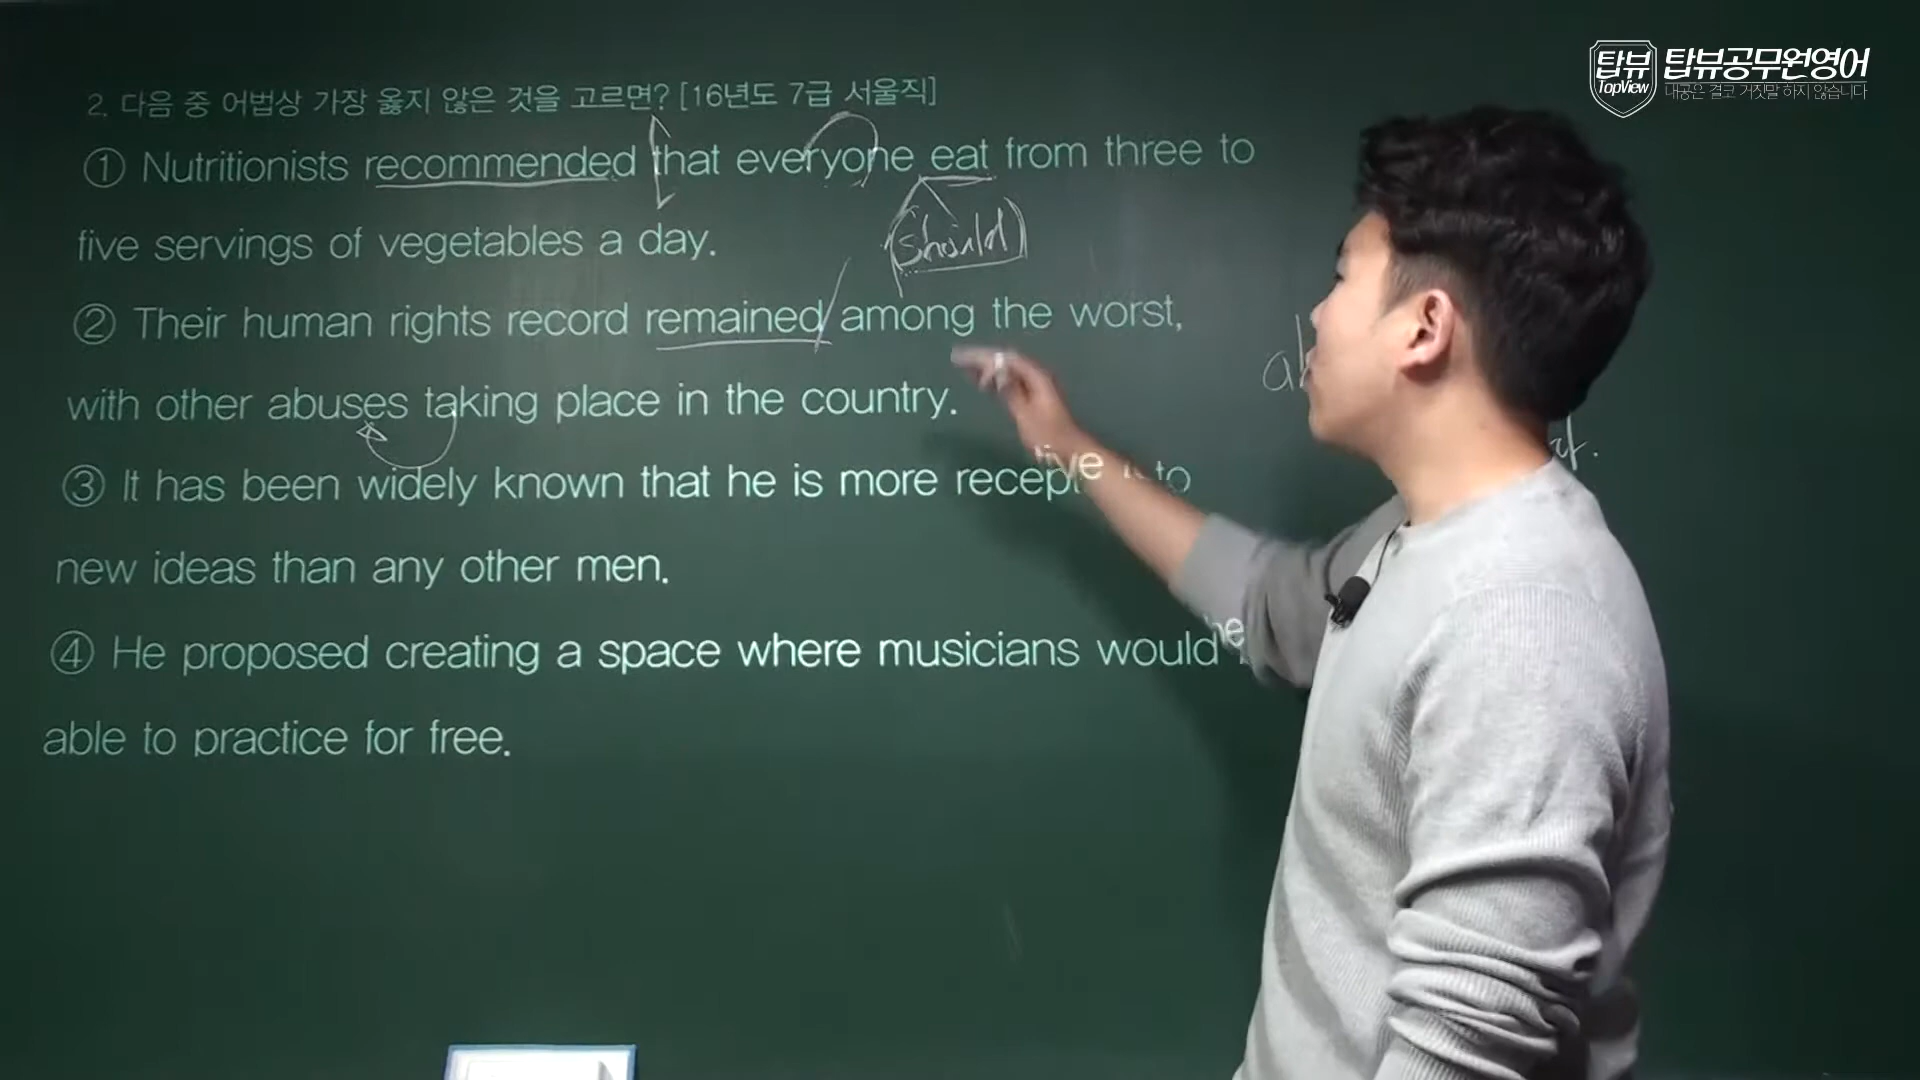 탑뷰
TopView
탑뷰공무원영어
내공은 결코 거짓말 하지 않습니다
2. 다음 중 어법상 가장 옳지 않은 것을 고르면? [16년도 7급 서울직]
① Nutritionists recommended that everyone eat from three to
(should)
five servings of vegetables a day.
② Their human rights record remained among the worst,
with other abuses taking place in the country.
③ It has been widely known that he is more receptive to
new ideas than any other men.
④ He proposed creating a space where musicians would be
able to practice for free.